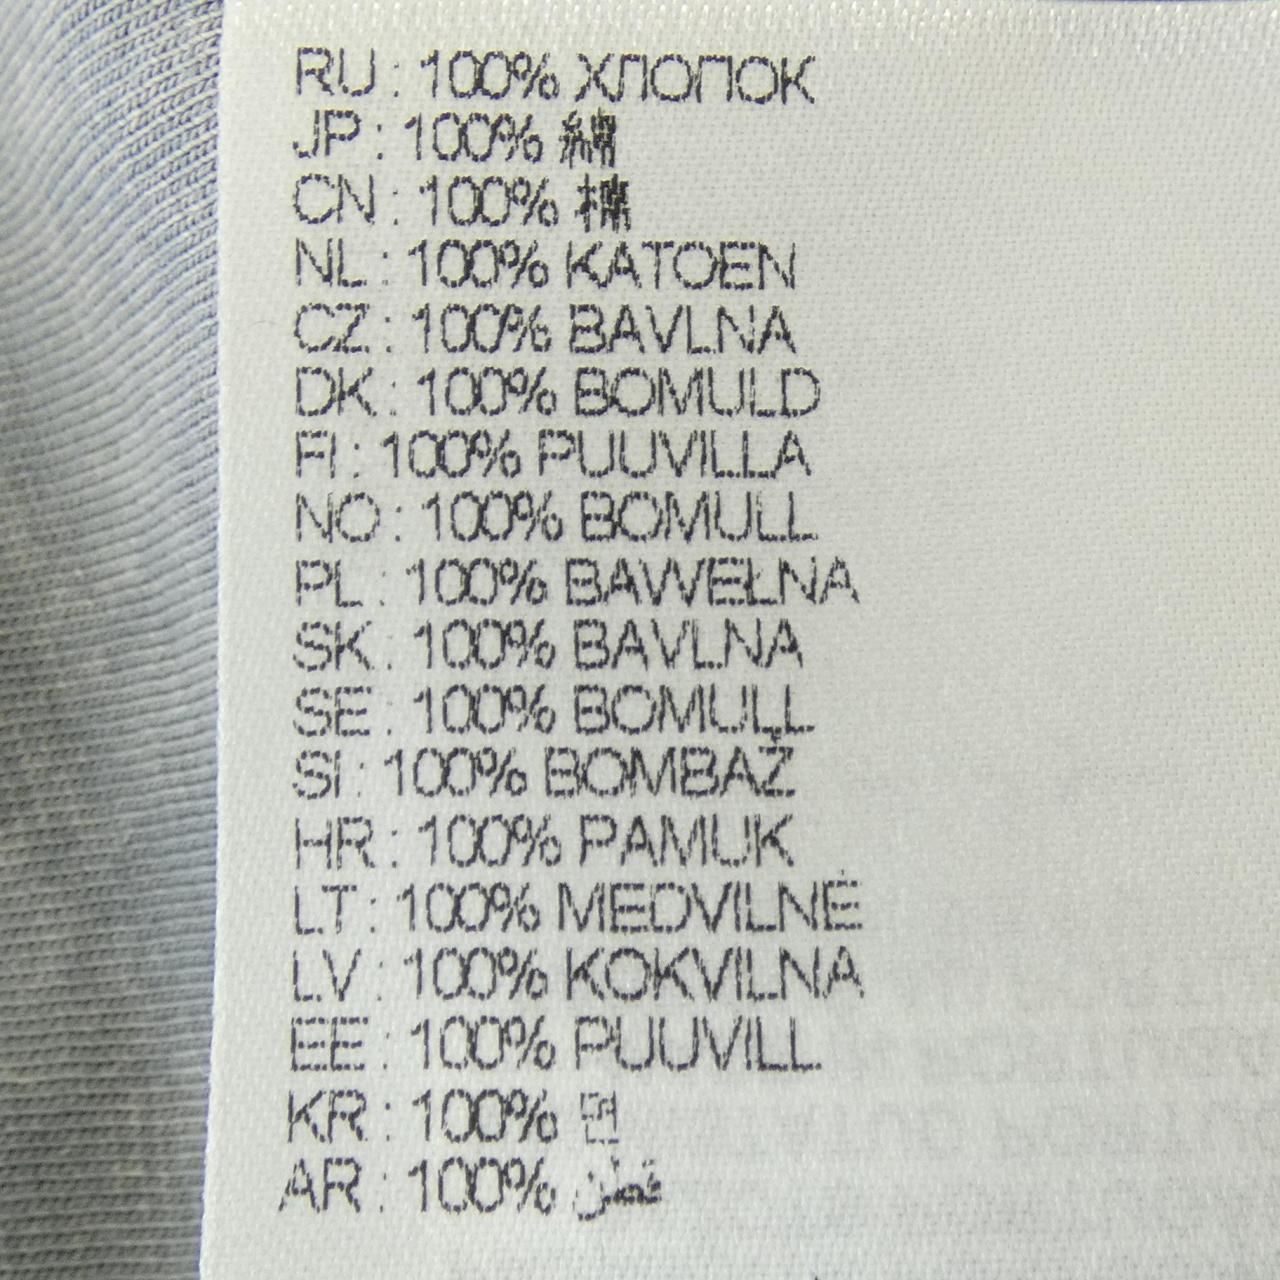 RU : 100% ХЛОПОК
JP : 100% 綿
CN : 100% 棉
NL : 100% KATOEN
CZ : 100% BAVLNA
DK : 100% BOMULD
FI : 100% PUUVILLA
NO : 100% BOMULL
PL : 100% BAWEŁNA
SK : 100% BAVLNA
SE : 100% BOMULL
SI : 100% BOMBAŽ
HR : 100% PAMUK
LT : 100% MEDVILNĖ
LV : 100% KOKVILNA
EE : 100% PUUVILL
KR : 100% 면
AR : 100%